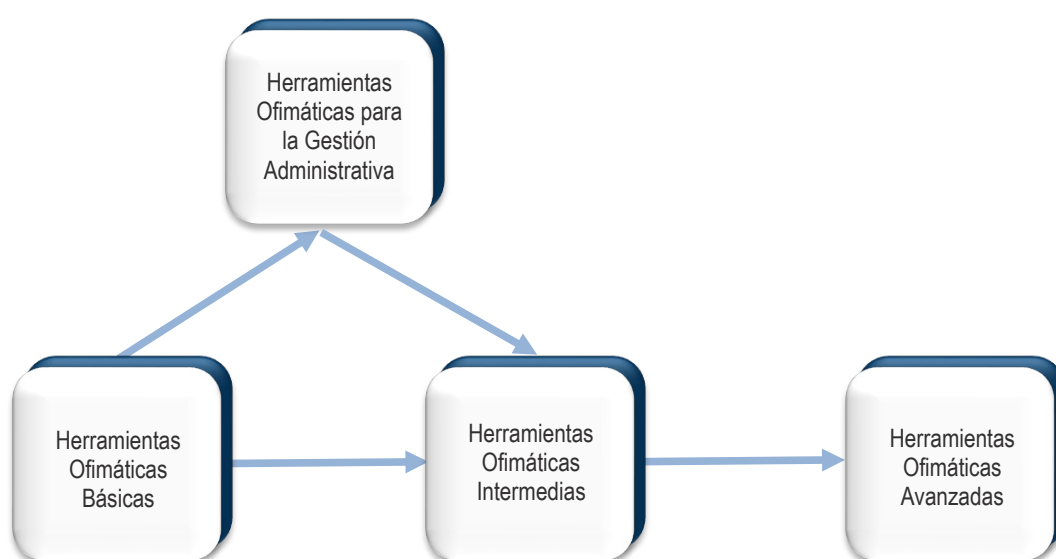 Herramientas
Ofimáticas para
la Gestión
Administrativa
Herramientas
Ofimáticas
Básicas
Herramientas
Ofimáticas
Intermedias
Herramientas
Ofimáticas
Avanzadas